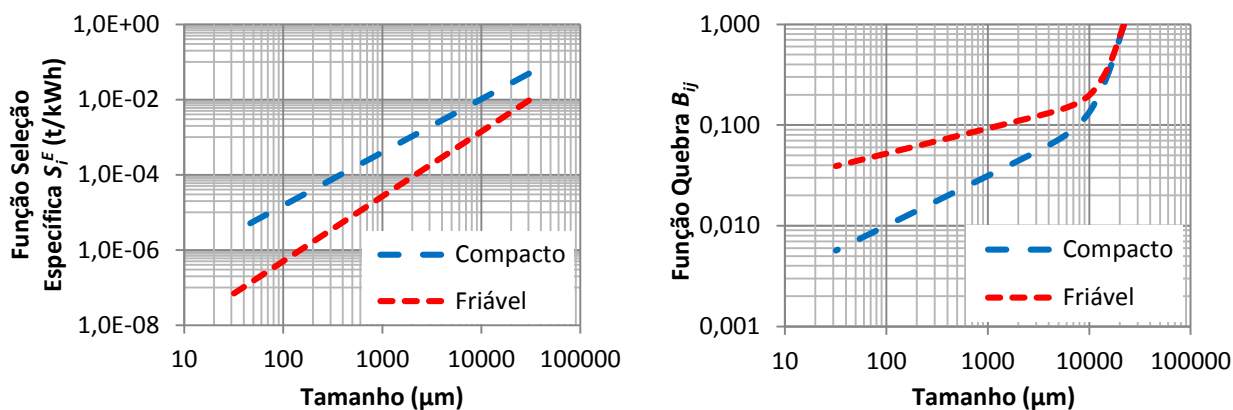 Função Seleção
Específica Sᵢᴱ (t/kWh)
1,0E+00
1,0E-02
1,0E-04
1,0E-06
1,0E-08
10
100
1000
10000
100000
Tamanho (µm)
Compacto
Friável
Função Quebra Bᵢⱼ
1,000
0,100
0,010
0,001
10
100
1000
10000
100000
Tamanho (µm)
Compacto
Friável